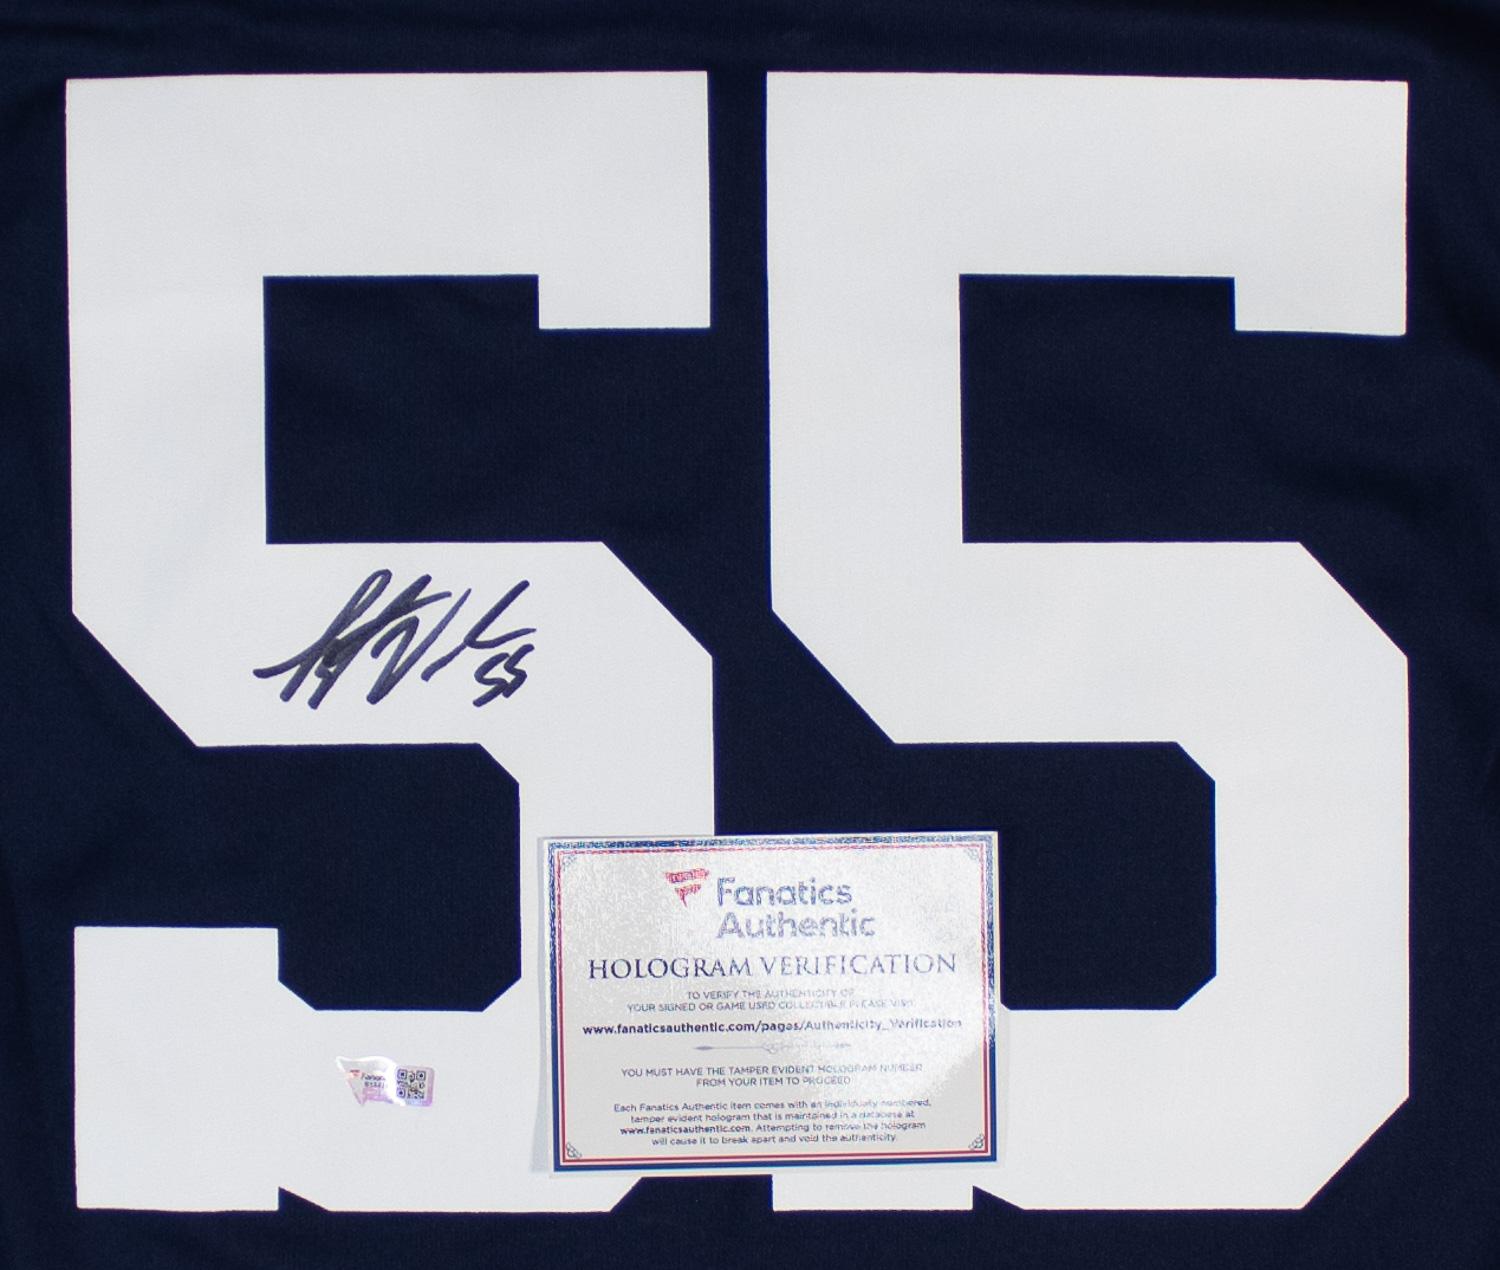 55
55
Fanatics
Authentic
HOLOGRAM VERIFICATION
TO VERIFY THE AUTHENTICITY OF
YOUR SIGNED OR GAME USED COLLECTIBLE PLEASE VISIT
www.fanaticsauthentic.com/pages/Authenticity_Verification
YOU MUST HAVE THE TAMPER EVIDENT HOLOGRAM NUMBER
FROM YOUR ITEM TO PROCEED
Each Fanatics Authentic item comes with an individually numbered,
tamper evident hologram that is maintained in a database at
www.fanaticsauthentic.com. Attempting to remove the hologram
will cause it to break apart and void the authenticity.